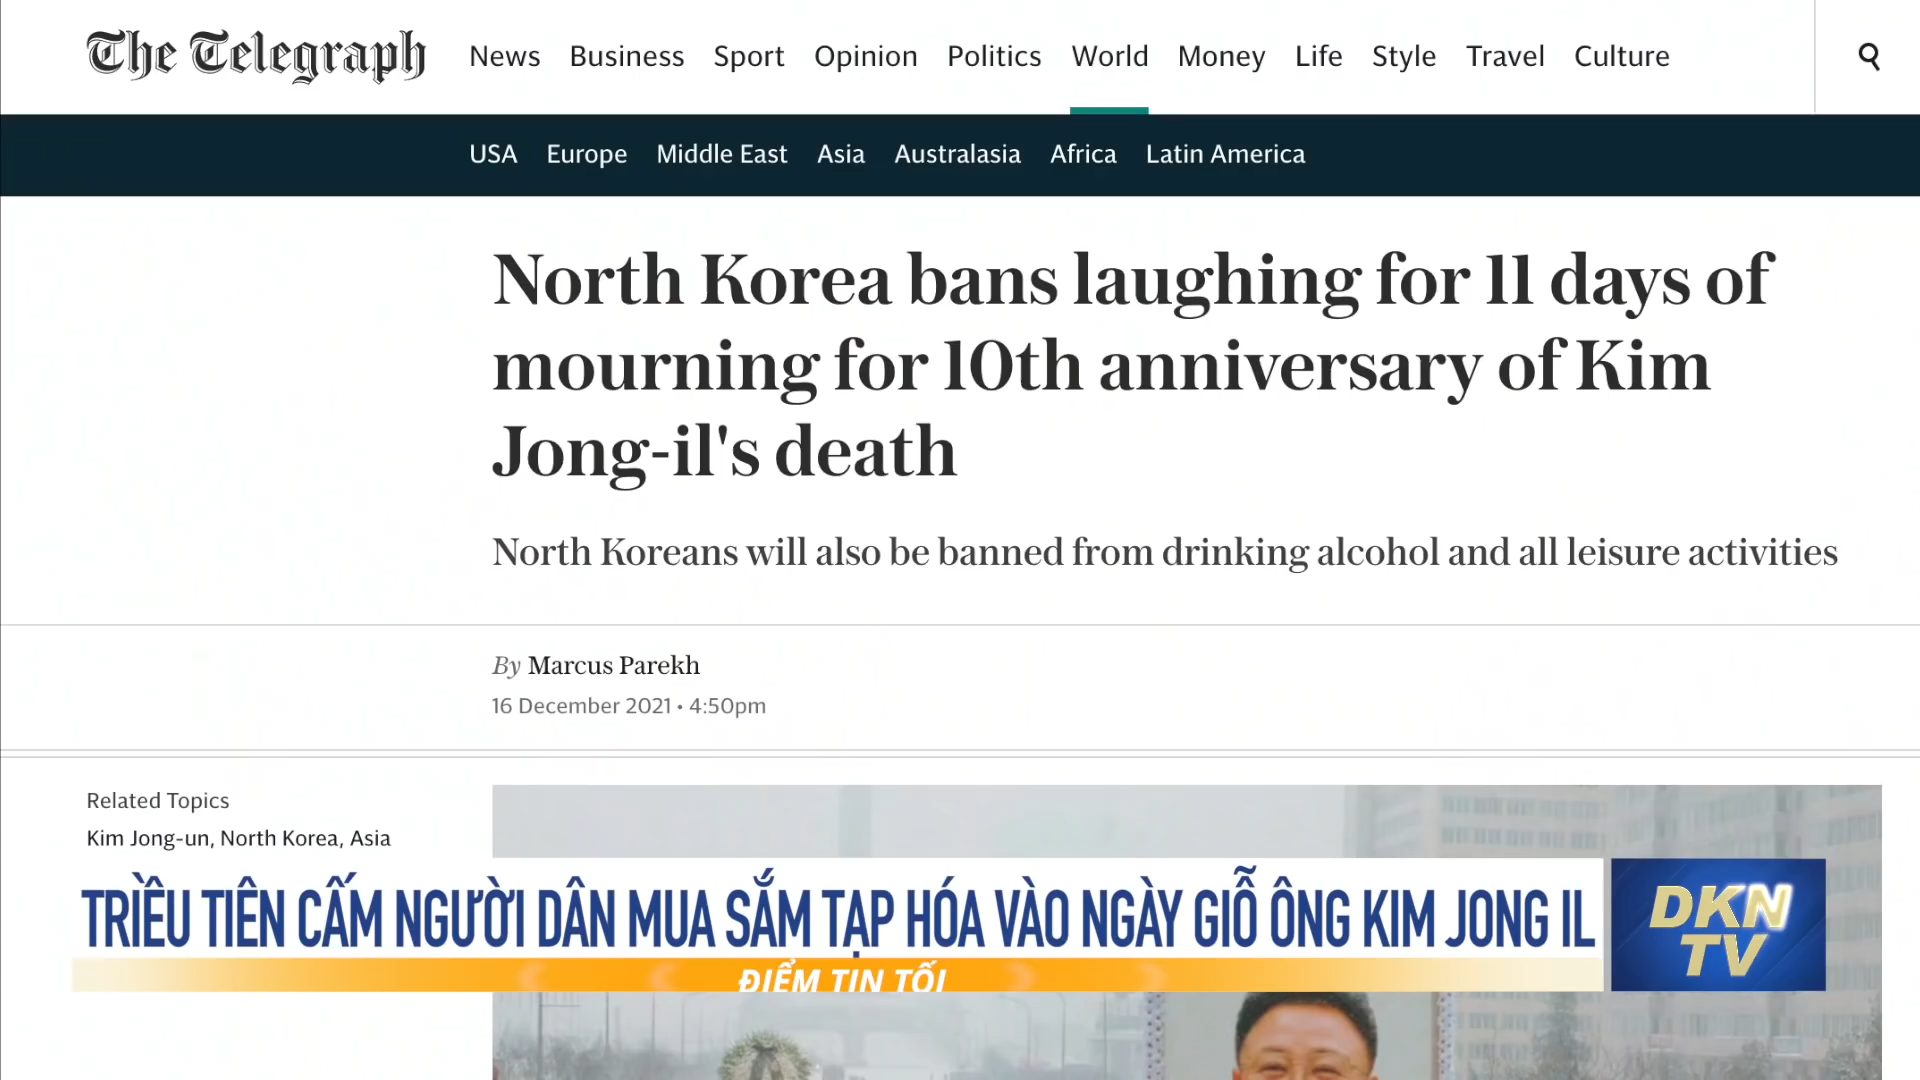 The Telegraph News Business Sport Opinion Politics World Money Life Style Travel Culture
USA Europe Middle East Asia Australasia Africa Latin America
North Korea bans laughing for 11 days of
mourning for 10th anniversary of Kim
Jong-il's death
North Koreans will also be banned from drinking alcohol and all leisure activities
By Marcus Parekh
16 December 2021 • 4:50pm
Related Topics
Kim Jong-un, North Korea, Asia
TRIỀU TIÊN CẤM NGƯỜI DÂN MUA SẮM TẠP HÓA VÀO NGÀY GIỖ ÔNG KIM JONG IL
ĐIỂM TIN TỐI
DKN
TV